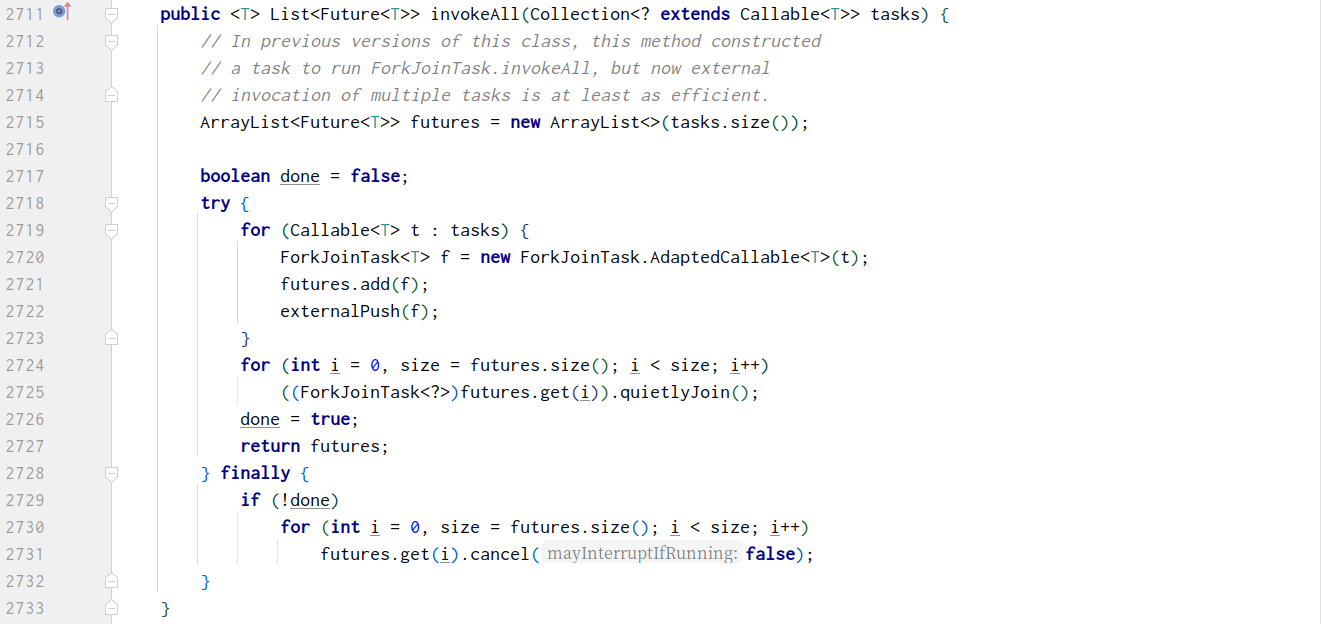 2711 public <T> List<Future<T>> invokeAll(Collection<? extends Callable<T>> tasks) {
2712 // In previous versions of this class, this method constructed
2713 // a task to run ForkJoinTask.invokeAll, but now external
2714 // invocation of multiple tasks is at least as efficient.
2715 ArrayList<Future<T>> futures = new ArrayList<>(tasks.size());
2716
2717 boolean done = false;
2718 try {
2719 for (Callable<T> t : tasks) {
2720 ForkJoinTask<T> f = new ForkJoinTask.AdaptedCallable<T>(t);
2721 futures.add(f);
2722 externalPush(f);
2723 }
2724 for (int i = 0, size = futures.size(); i < size; i++)
2725 ((ForkJoinTask<?>)futures.get(i)).quietlyJoin();
2726 done = true;
2727 return futures;
2728 } finally {
2729 if (!done)
2730 for (int i = 0, size = futures.size(); i < size; i++)
2731 futures.get(i).cancel( mayInterruptIfRunning: false);
2732 }
2733 }